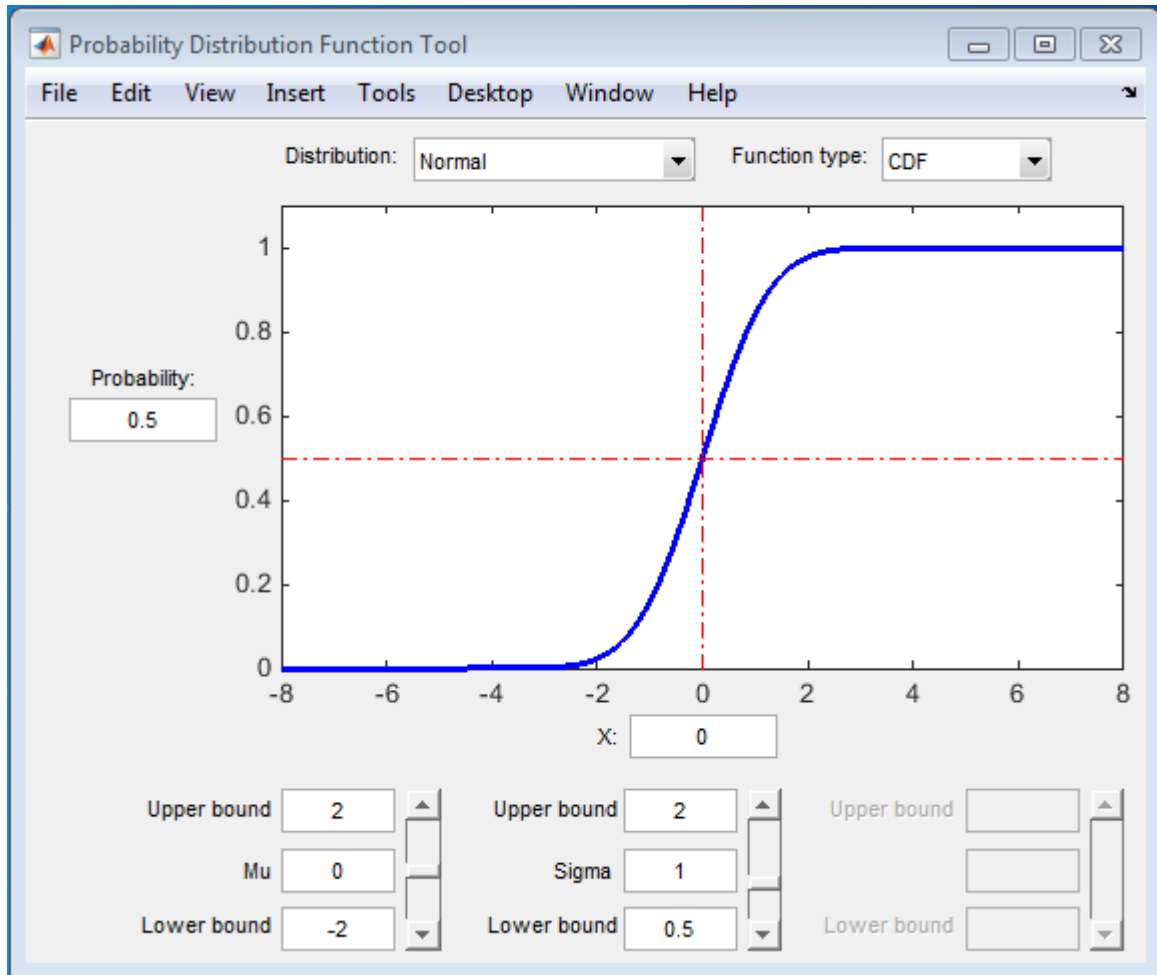 Probability Distribution Function Tool
File Edit View Insert Tools Desktop Window Help
Distribution: Normal Function type: CDF
1
0.8
Probability:
0.5
0.6
0.4
0.2
0
-8 -6 -4 -2 0 2 4 6 8
X: 0
Upper bound 2 Upper bound 2 Upper bound
Mu 0 Sigma 1
Lower bound -2 Lower bound 0.5 Lower bound